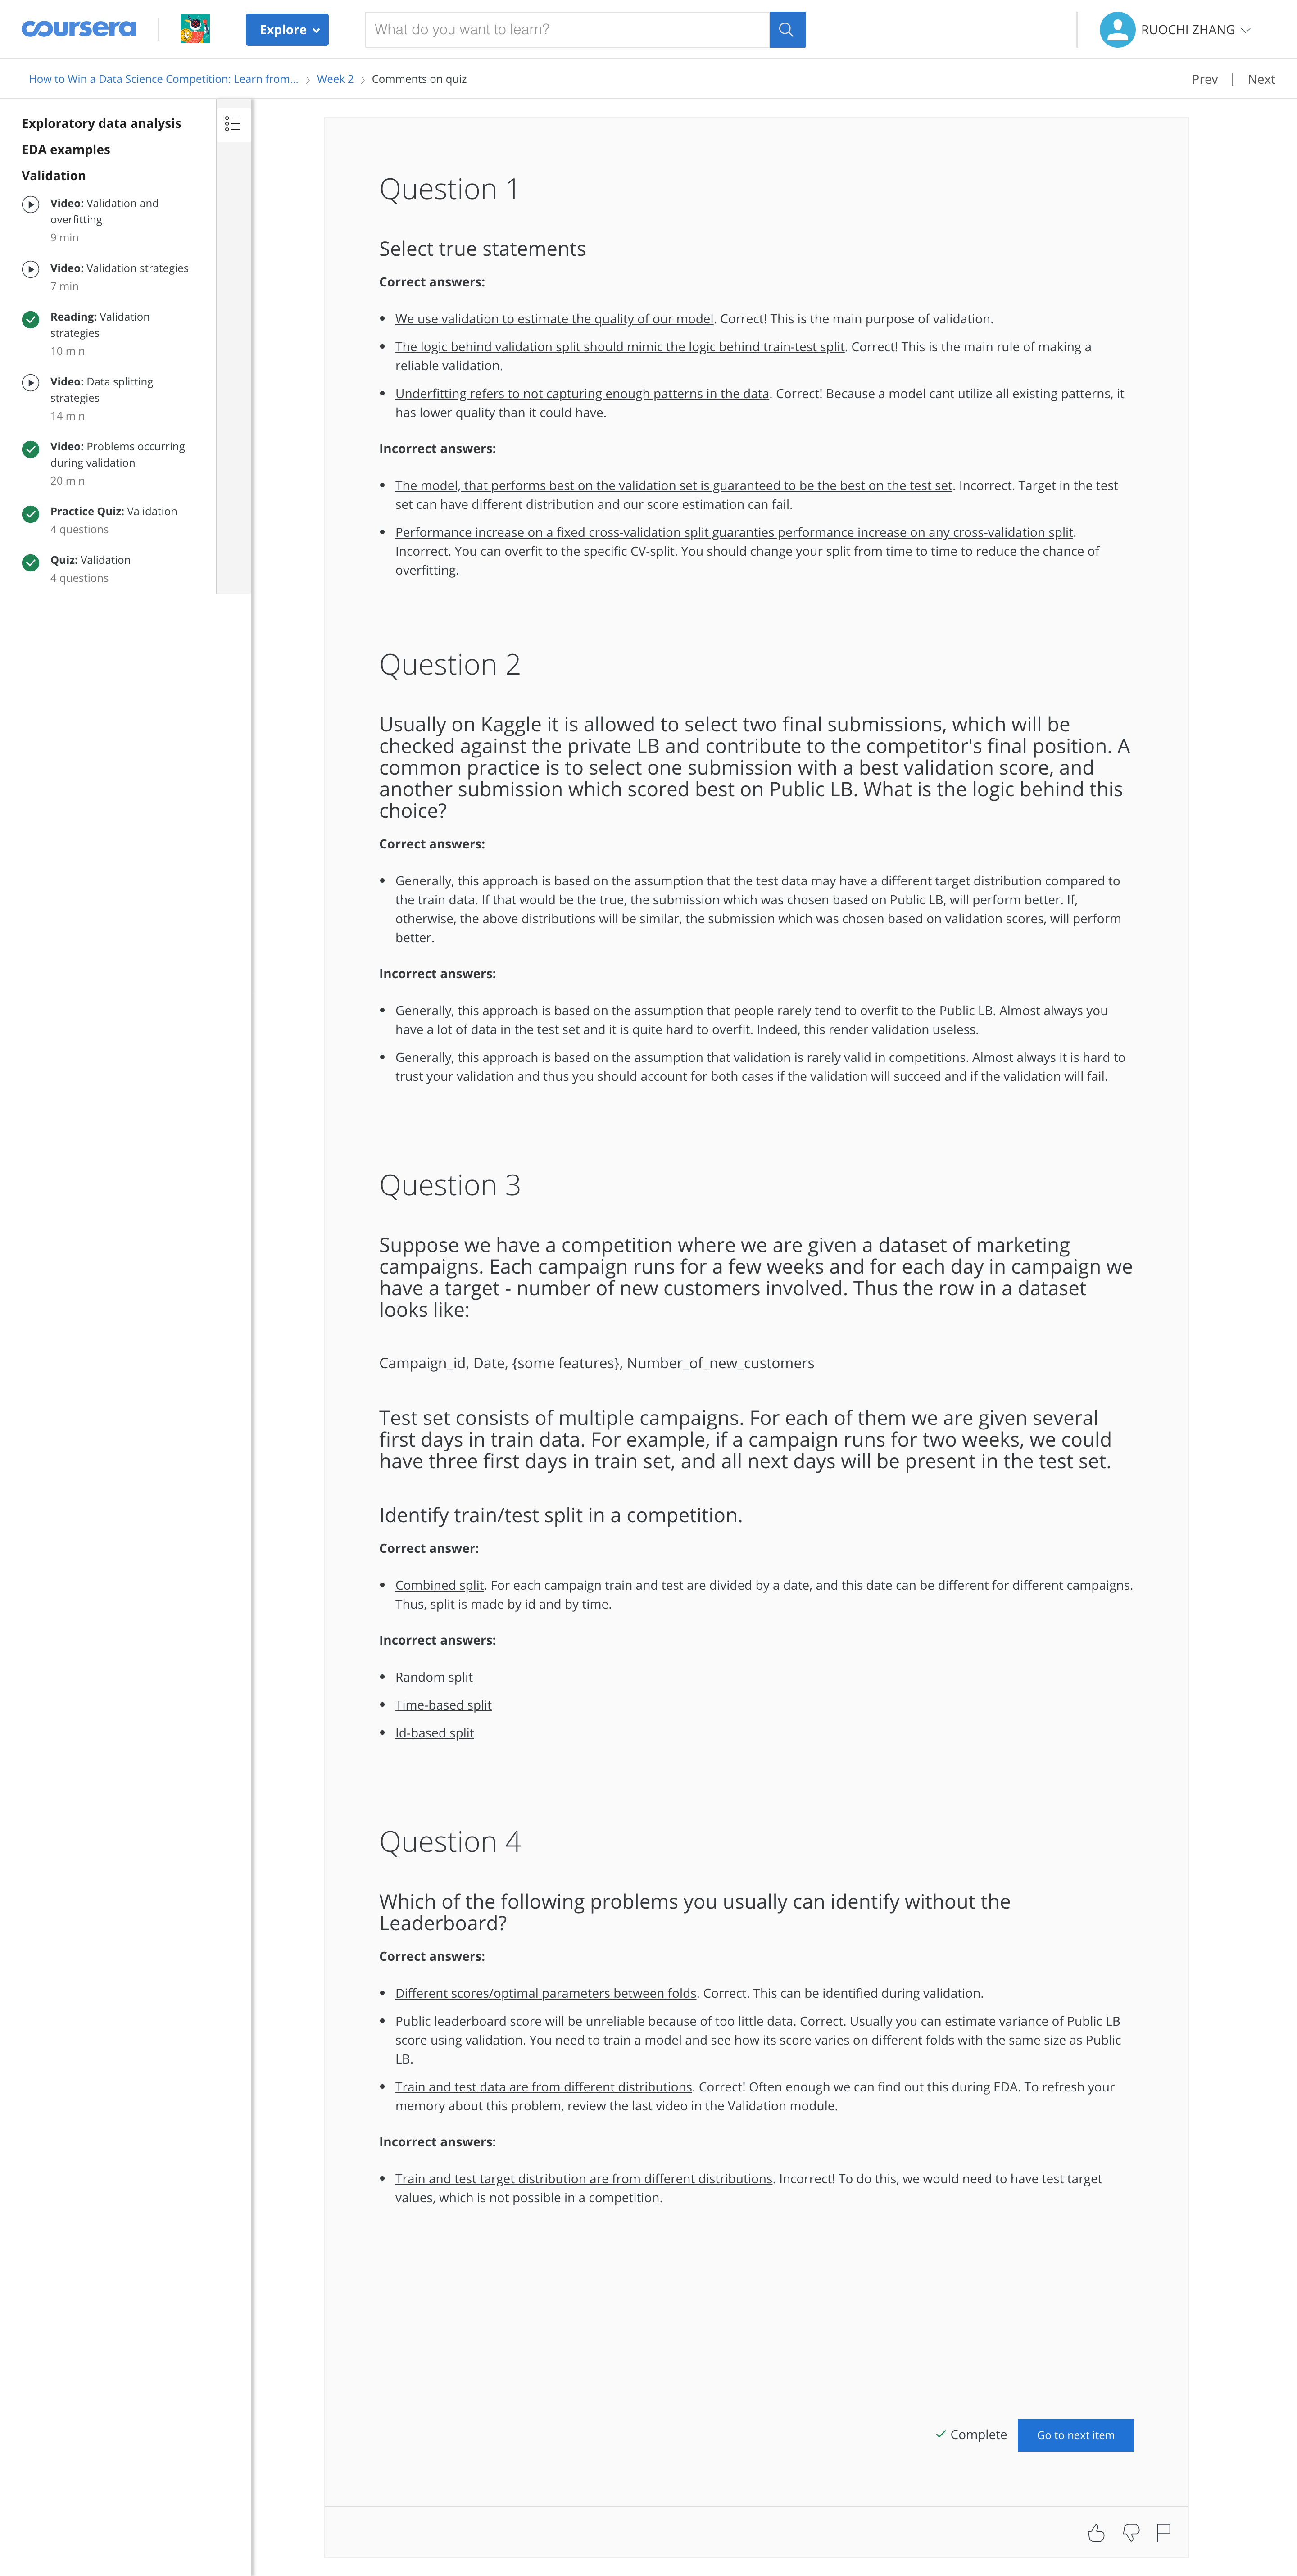 coursera
Explore
What do you want to learn?
RUOCHI ZHANG
How to Win a Data Science Competition: Learn from...
Week 2
Comments on quiz
Prev
Next
Exploratory data analysis
EDA examples
Validation
Video: Validation and
overfitting
9 min
Video: Validation strategies
7 min
Reading: Validation
strategies
10 min
Video: Data splitting
strategies
14 min
Video: Problems occurring
during validation
20 min
Practice Quiz: Validation
4 questions
Quiz: Validation
4 questions
Question 1
Select true statements
Correct answers:
We use validation to estimate the quality of our model. Correct! This is the main purpose of validation.
The logic behind validation split should mimic the logic behind train-test split. Correct! This is the main rule of making a
reliable validation.
Underfitting refers to not capturing enough patterns in the data. Correct! Because a model cant utilize all existing patterns, it
has lower quality than it could have.
Incorrect answers:
The model, that performs best on the validation set is guaranteed to be the best on the test set. Incorrect. Target in the test
set can have different distribution and our score estimation can fail.
Performance increase on a fixed cross-validation split guaranties performance increase on any cross-validation split.
Incorrect. You can overfit to the specific CV-split. You should change your split from time to time to reduce the chance of
overfitting.
Question 2
Usually on Kaggle it is allowed to select two final submissions, which will be
checked against the private LB and contribute to the competitor's final position. A
common practice is to select one submission with a best validation score, and
another submission which scored best on Public LB. What is the logic behind this
choice?
Correct answers:
Generally, this approach is based on the assumption that the test data may have a different target distribution compared to
the train data. If that would be the true, the submission which was chosen based on Public LB, will perform better. If,
otherwise, the above distributions will be similar, the submission which was chosen based on validation scores, will perform
better.
Incorrect answers:
Generally, this approach is based on the assumption that people rarely tend to overfit to the Public LB. Almost always you
have a lot of data in the test set and it is quite hard to overfit. Indeed, this render validation useless.
Generally, this approach is based on the assumption that validation is rarely valid in competitions. Almost always it is hard to
trust your validation and thus you should account for both cases if the validation will succeed and if the validation will fail.
Question 3
Suppose we have a competition where we are given a dataset of marketing
campaigns. Each campaign runs for a few weeks and for each day in campaign we
have a target - number of new customers involved. Thus the row in a dataset
looks like:
Campaign_id, Date, {some features}, Number_of_new_customers
Test set consists of multiple campaigns. For each of them we are given several
first days in train data. For example, if a campaign runs for two weeks, we could
have three first days in train set, and all next days will be present in the test set.
Identify train/test split in a competition.
Correct answer:
Combined split. For each campaign train and test are divided by a date, and this date can be different for different campaigns.
Thus, split is made by id and by time.
Incorrect answers:
Random split
Time-based split
Id-based split
Question 4
Which of the following problems you usually can identify without the
Leaderboard?
Correct answers:
Different scores/optimal parameters between folds. Correct. This can be identified during validation.
Public leaderboard score will be unreliable because of too little data. Correct. Usually you can estimate variance of Public LB
score using validation. You need to train a model and see how its score varies on different folds with the same size as Public
LB.
Train and test data are from different distributions. Correct! Often enough we can find out this during EDA. To refresh your
memory about this problem, review the last video in the Validation module.
Incorrect answers:
Train and test target distribution are from different distributions. Incorrect! To do this, we would need to have test target
values, which is not possible in a competition.
Complete
Go to next item